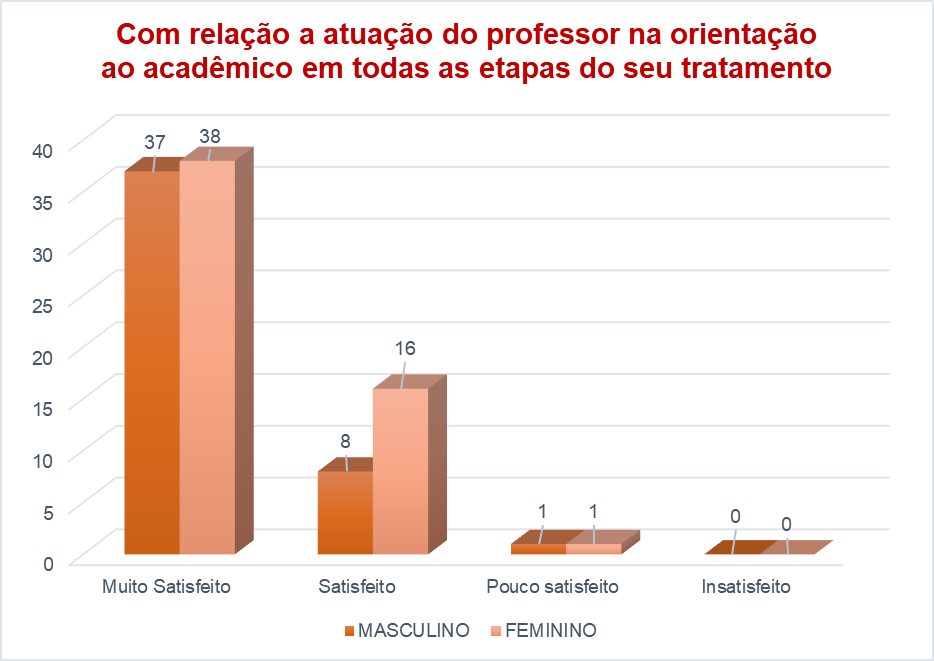 Com relação a atuação do professor na orientação
ao acadêmico em todas as etapas do seu tratamento
37
38
40
35
30
25
20
16
15
10
8
5
1
1
0
0
0
Muito Satisfeito
Satisfeito
Pouco satisfeito
Insatisfeito
MASCULINO
FEMININO